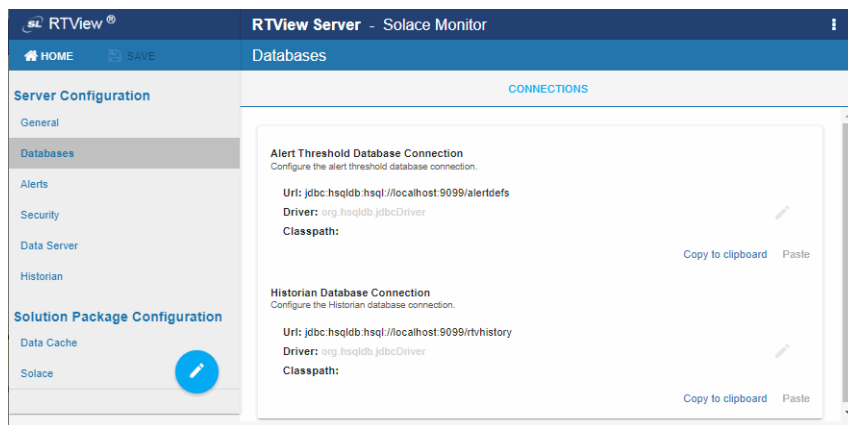 SL RTView ®
RTView Server - Solace Monitor
HOME
SAVE
Databases
Server Configuration
General
Databases
Alerts
Security
Data Server
Historian
Solution Package Configuration
Data Cache
Solace
CONNECTIONS
Alert Threshold Database Connection
Configure the alert threshold database connection.
Url: jdbc:hsqldb:hsql://localhost:9099/alertdefs
Driver: org.hsqldb.jdbcDriver
Classpath:
Copy to clipboard Paste
Historian Database Connection
Configure the Historian database connection.
Url: jdbc:hsqldb:hsql://localhost:9099/rtvhistory
Driver: org.hsqldb.jdbcDriver
Classpath:
Copy to clipboard Paste